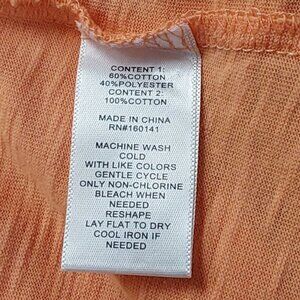 CONTENT 1:
60%COTTON
40%POLYESTER
CONTENT 2:
100%COTTON
MADE IN CHINA
RN#160141
MACHINE WASH
COLD
WITH LIKE COLORS
GENTLE CYCLE
ONLY NON-CHLORINE
BLEACH WHEN
NEEDED
RESHAPE
LAY FLAT TO DRY
COOL IRON IF
NEEDED